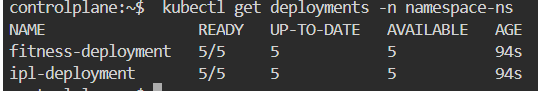 controlplane:~$  kubectl get deployments -n namespace-ns
NAME                 READY   UP-TO-DATE   AVAILABLE   AGE
fitness-deployment   5/5     5            5           94s
ipl-deployment       5/5     5            5           94s